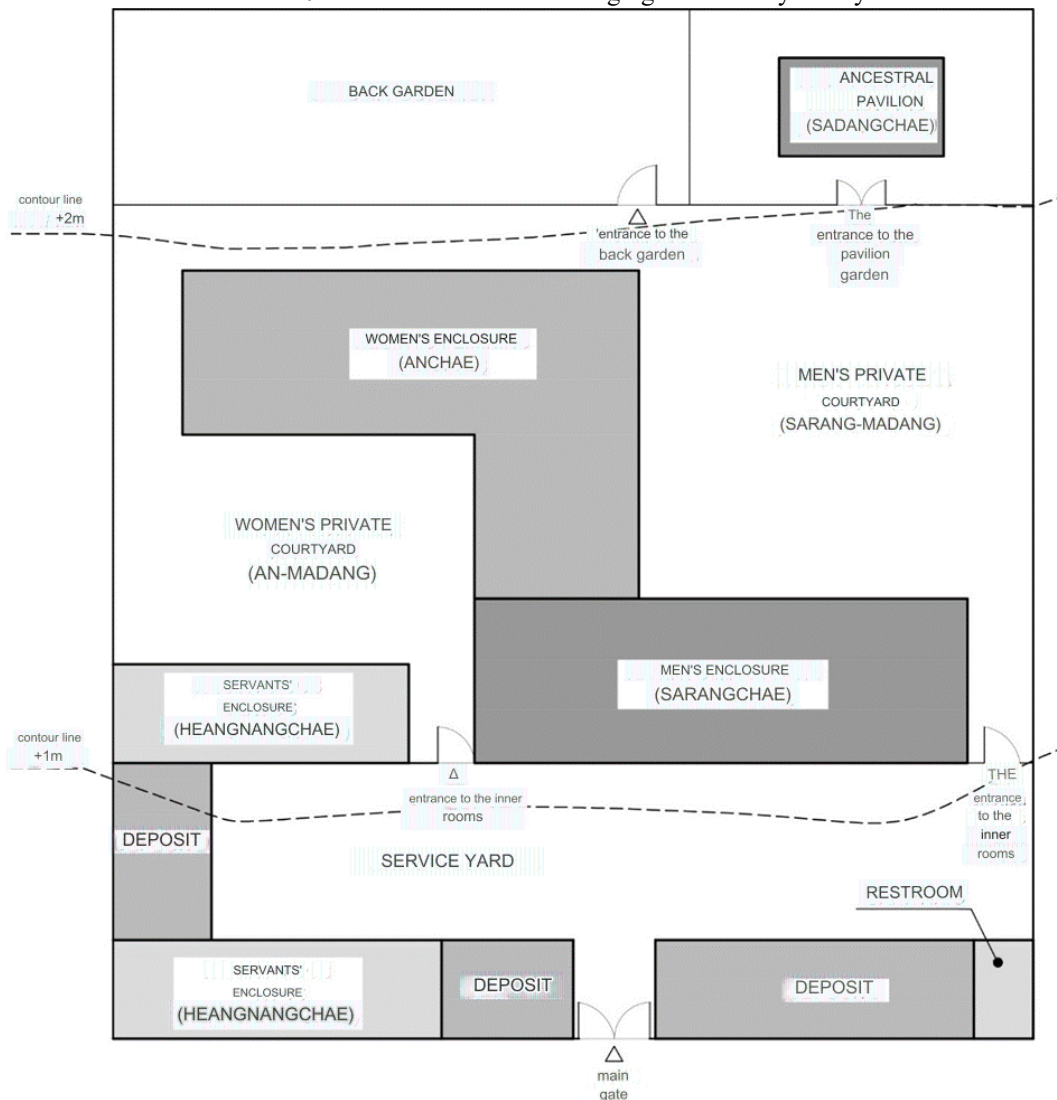 BACK GARDEN
ANCESTRAL
PAVILION
(SADANGCHAE)
contour line
+2m
'entrance to the
back garden
The
entrance to the
pavilion
garden
WOMEN'S ENCLOSURE
(ANCHAE)
MEN'S PRIVATE
COURTYARD
(SARANG-MADANG)
WOMEN'S PRIVATE
COURTYARD
(AN-MADANG)
SERVANTS'
ENCLOSURE
(HEANGNANGCHAE)
MEN'S ENCLOSURE
(SARANGCHAE)
contour line
+1m
entrance to the inner
rooms
THE
entrance
to the
inner
rooms
DEPOSIT
SERVICE YARD
RESTROOM
SERVANTS'
ENCLOSURE
(HEANGNANGCHAE)
DEPOSIT
DEPOSIT
main
gate